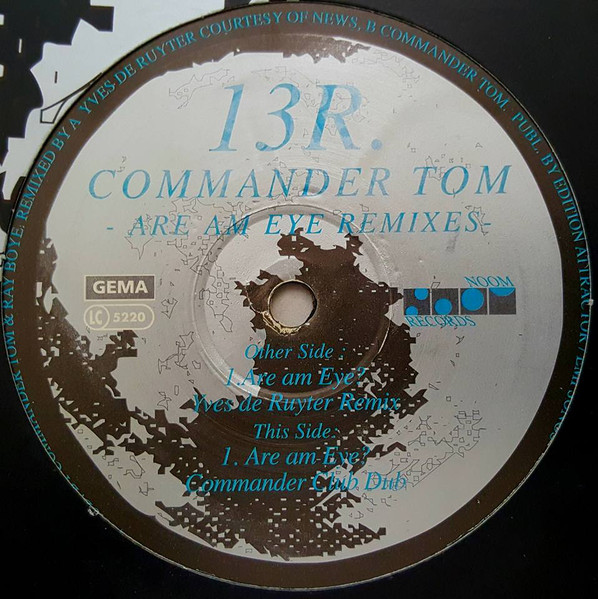 COMMANDER TOM & RAY BOYE. REMIXED BY A YVES DE RUYTER COURTESY OF NEWS, B COMMANDER TOM. PUBL. BY EDITION ATTRAKTOR
13R.
COMMANDER TOM
- ARE AM EYE REMIXES-
GEMA
LC 5220
NOOM
RECORDS
Other Side :
1.Are am Eye?
Yves de Ruyter Remix
This Side:
1. Are am Eye?
Commander Club Dub